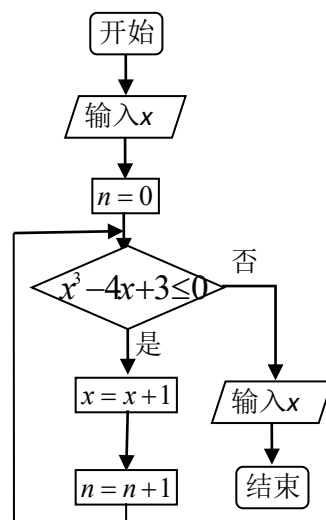 开始
输入x
n=0
x³−4x+3≤0
否
是
x=x+1
输入x
n=n+1
结束